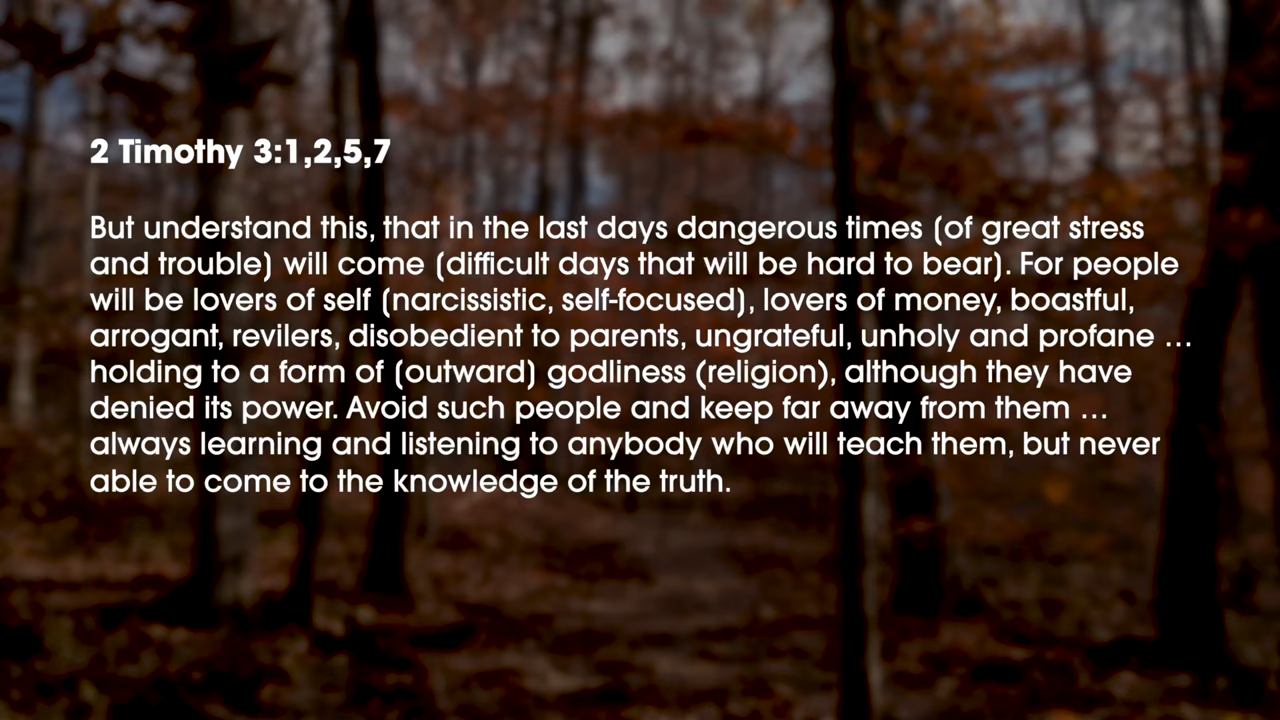 2 Timothy 3:1,2,5,7
But understand this, that in the last days dangerous times (of great stress
and trouble) will come (difficult days that will be hard to bear). For people
will be lovers of self (narcissistic, self-focused), lovers of money, boastful,
arrogant, revilers, disobedient to parents, ungrateful, unholy and profane …
holding to a form of (outward) godliness (religion), although they have
denied its power. Avoid such people and keep far away from them …
always learning and listening to anybody who will teach them, but never
able to come to the knowledge of the truth.